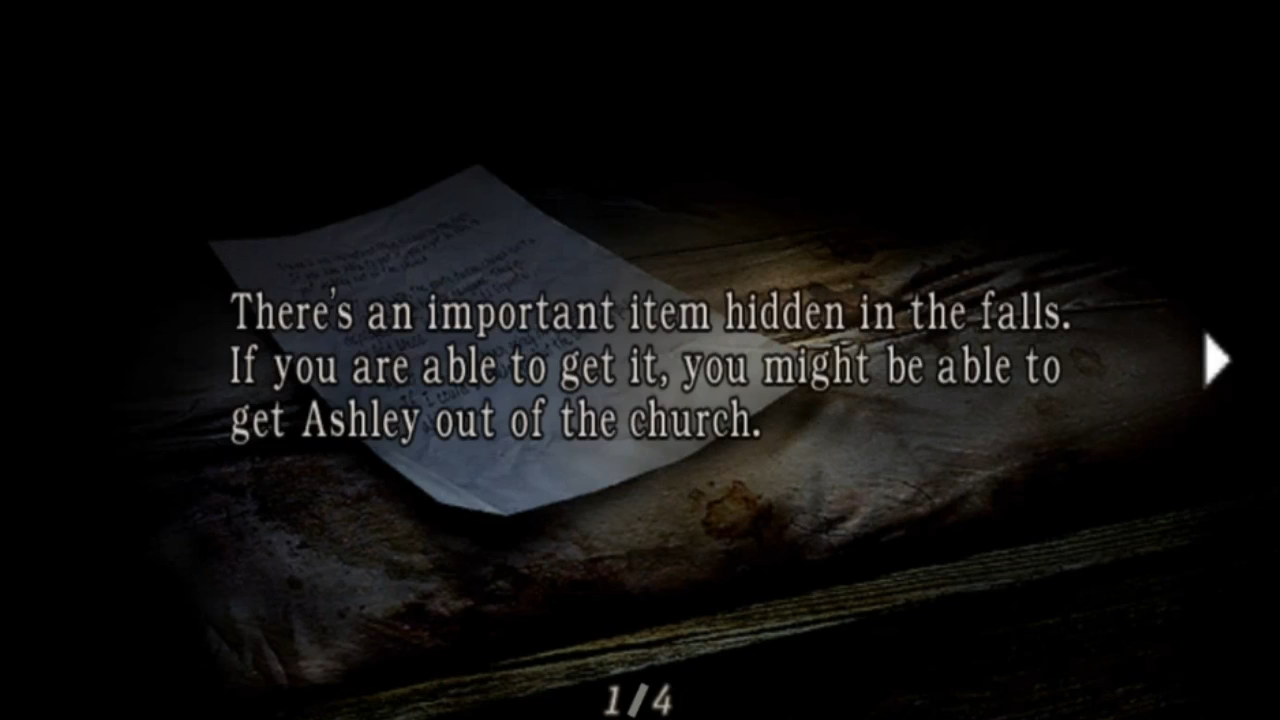 There's an important item hidden in the falls.
If you are able to get it, you might be able to
get Ashley out of the church.
1/4